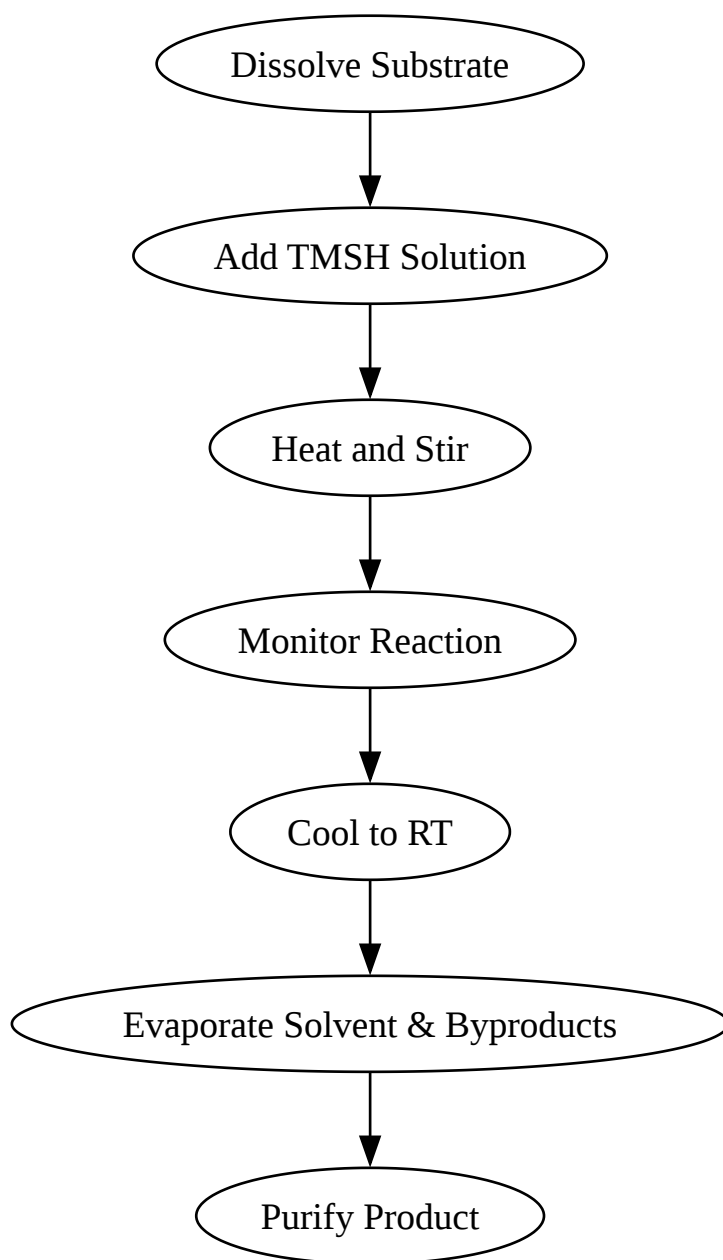 Dissolve Substrate
Add TMSH Solution
Heat and Stir
Monitor Reaction
Cool to RT
Evaporate Solvent & Byproducts
Purify Product